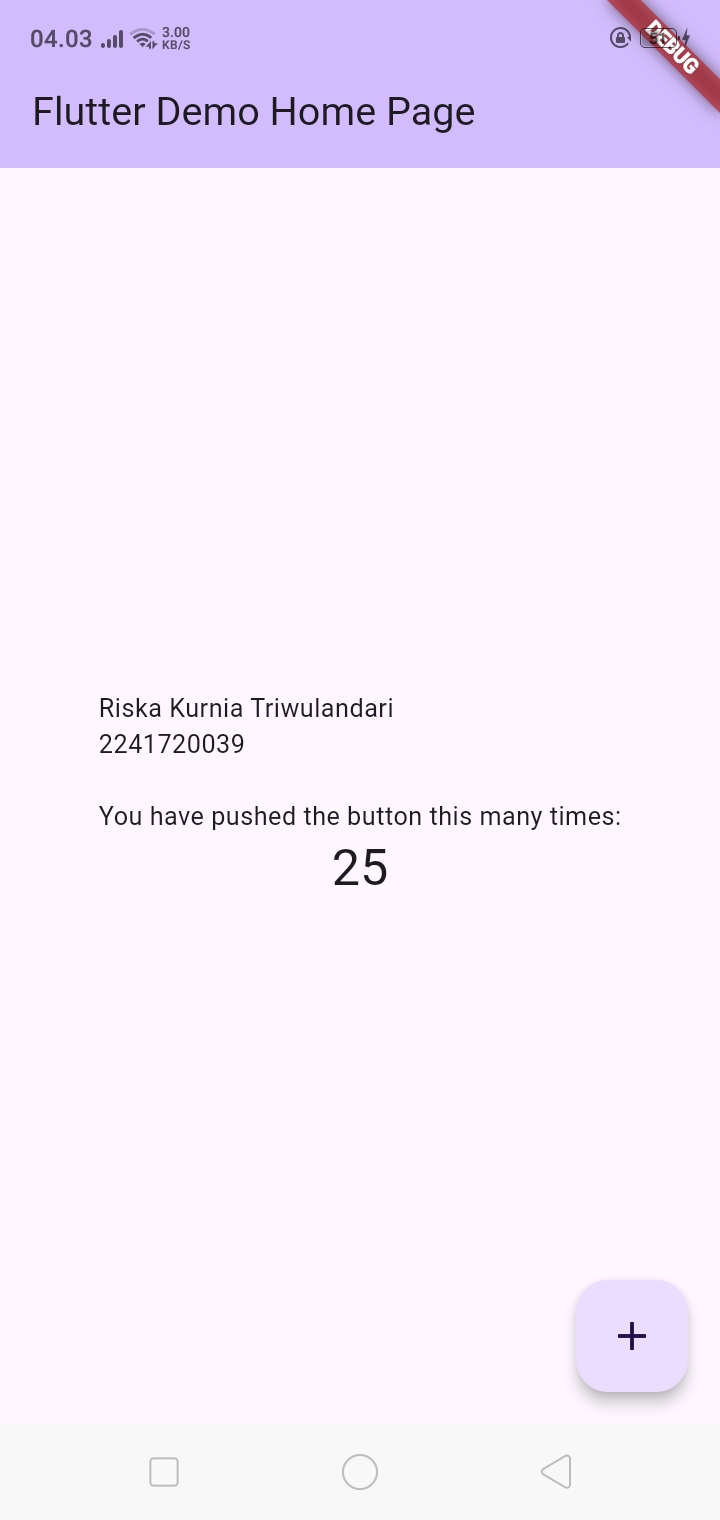 04.03 3.00
KB/S
DEBUG
Flutter Demo Home Page
Riska Kurnia Triwulandari
2241720039
You have pushed the button this many times:
25